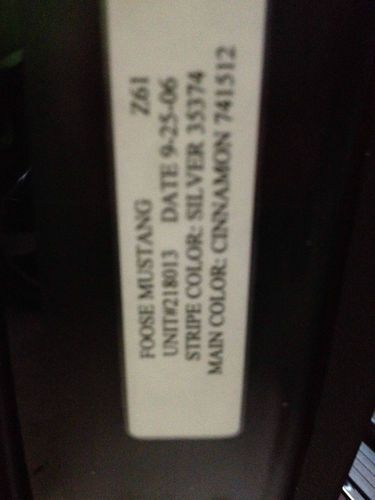 FOOSE MUSTANG Z61
UNIT#218013 DATE 9-25-06
STRIPE COLOR: SILVER 35374
MAIN COLOR: CINNAMON 741512